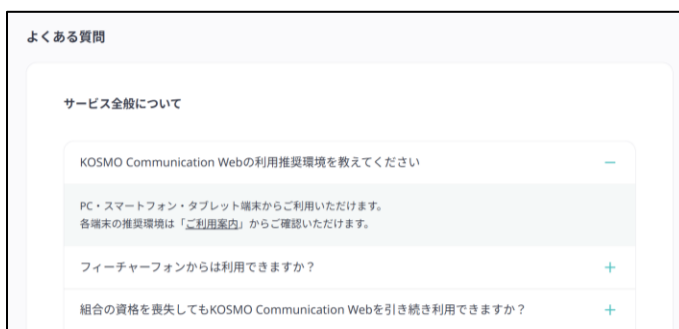 よくある質問
サービス全般について
KOSMO Communication Webの利用推奨環境を教えてください
PC・スマートフォン・タブレット端末からご利用いただけます。
各端末の推奨環境は「ご利用案内」からご確認いただけます。
フィーチャーフォンからは利用できますか？
組合の資格を喪失してもKOSMO Communication Webを引き続き利用できますか？